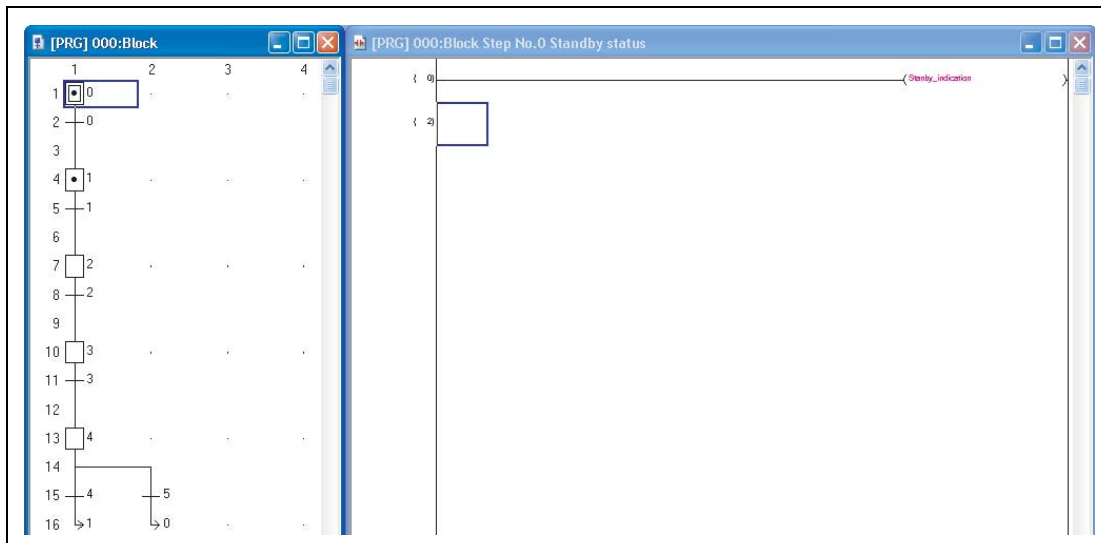 [PRG] 000:Block
1 2 3 4
1 0
2 0
3
4 1
5 1
6
7 2
8 2
9
10 3
11 3
12
13 4
14
15 4 5
16 1 0
[PRG] 000:Block Step No.0 Standby status
( 0) Stanby_indication
( 2)